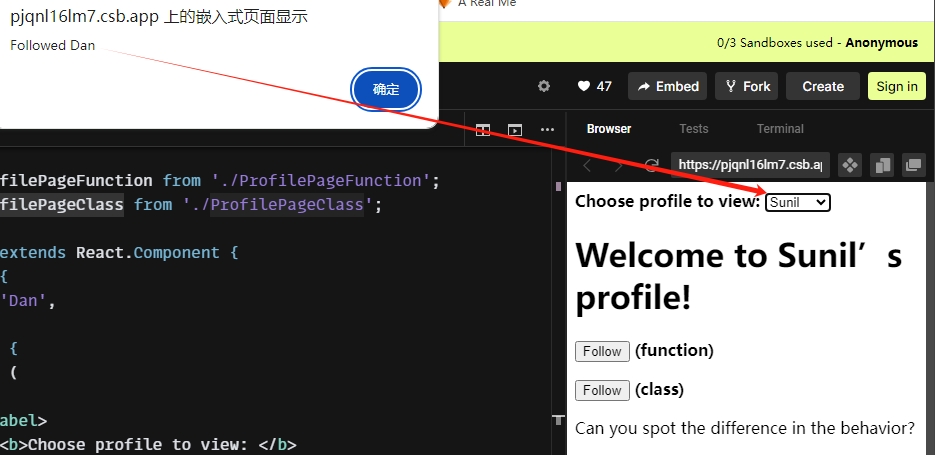 pjqnl16lm7.csb.app 上的嵌入式页面显示
Followed Dan
确定
A Real Me
0/3 Sandboxes used - Anonymous
47
Embed
Fork
Create
Sign in
Browser
Tests
Terminal
https://pjqnl16lm7.csb.ap
filePageFunction from './ProfilePageFunction';
filePageClass from './ProfilePageClass';
extends React.Component {
{
'Dan',
{
(
abel>
<b>Choose profile to view: </b>
Choose profile to view: Sunil
Welcome to Sunil’s
profile!
Follow (function)
Follow (class)
Can you spot the difference in the behavior?